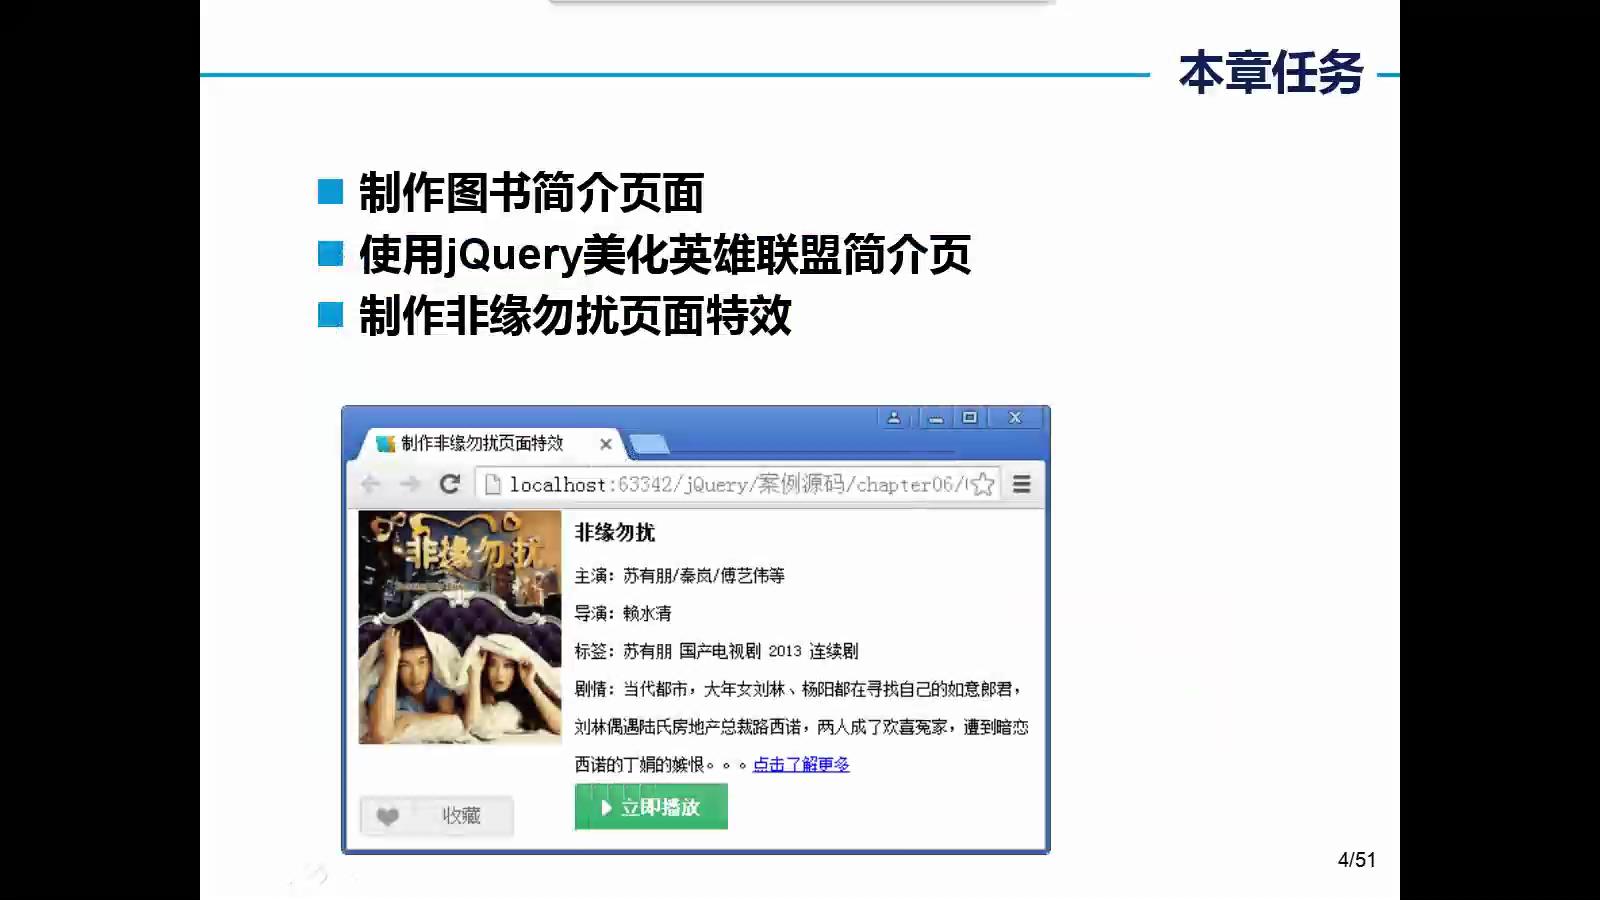 本章任务
制作图书简介页面
使用jQuery美化英雄联盟简介页
制作非缘勿扰页面特效
制作非缘勿扰页面特效
localhost:63342/jQuery/案例源码/chapter06/
非缘勿扰
非缘勿扰
主演：苏有朋/秦岚/傅艺伟等
导演：赖水清
标签：苏有朋 国产电视剧 2013 连续剧
剧情：当代都市，大年女刘林、杨阳都在寻找自己的如意郎君，
刘林偶遇陆氏房地产总裁路西诺，两人成了欢喜冤家，遭到暗恋
西诺的丁娟的嫉恨。。。点击了解更多
立即播放
收藏
4/51